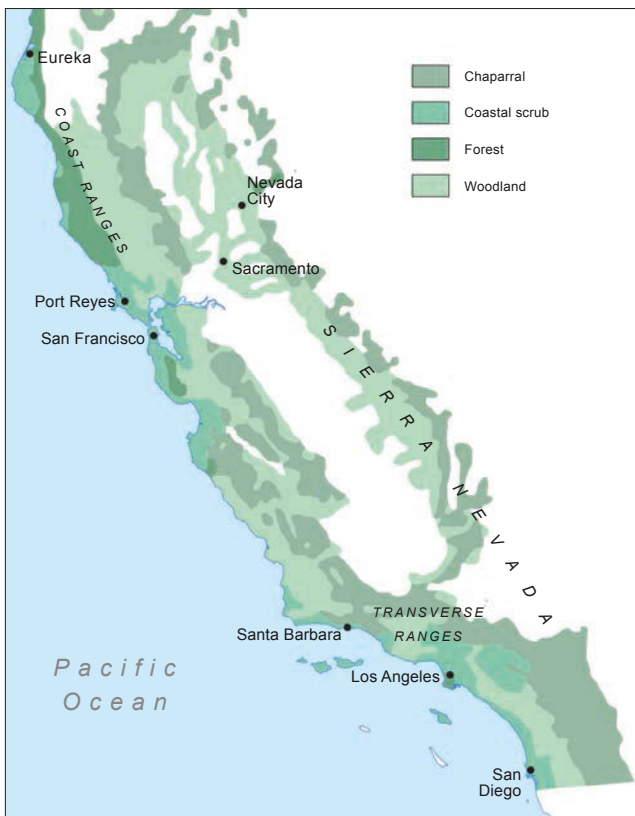 Eureka
Chaparral
Coastal scrub
Forest
Woodland
COAST RANGES
Nevada
City
Sacramento
Port Reyes
San Francisco
SIERRA NEVADA
TRANSVERSE
RANGES
Santa Barbara
Los Angeles
Pacific
Ocean
San
Diego